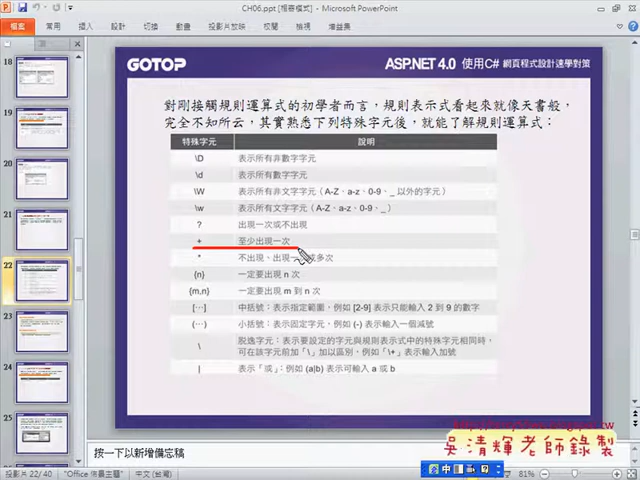 CH06.ppt [相容模式] - Microsoft PowerPoint
檔案 常用 插入 設計 切換 動畫 投影片放映 校閱 檢視 增益集
18
19
20
21
22
23
24
25
GOTOP
ASP.NET 4.0 使用C# 網頁程式設計速學對策
對剛接觸規則運算式的初學者而言，規則表示式看起來就像天書般，
完全不知所云，其實熟悉下列特殊字元後，就能了解規則運算式：
特殊字元 說明
\D 表示所有非數字字元
\d 表示所有數字字元
\W 表示所有非文字字元（A-Z、a-z、0-9、_ 以外的字元）
\w 表示所有文字字元（A-Z、a-z、0-9、_）
? 出現一次或不出現
+ 至少出現一次
* 不出現、出現一次或多次
{n} 一定要出現 n 次
{m,n} 一定要出現 m 到 n 次
[…] 中括號：表示指定範圍，例如 [2-9] 表示只能輸入 2 到 9 的數字
(…) 小括號：表示固定字元，例如 (-) 表示輸入一個減號
\ 脫逸字元：表示要設定的字元與規則表示式中的特殊字元相同時，
可在該字元前加「\」加以區別，例如「\+」表示輸入加號
| 表示「或」：例如 (a|b) 表示可輸入 a 或 b
吳清輝老師錄製
按一下以新增備忘稿
投影片 22/40 "Office 佈景主題" 中文(台灣) 81%